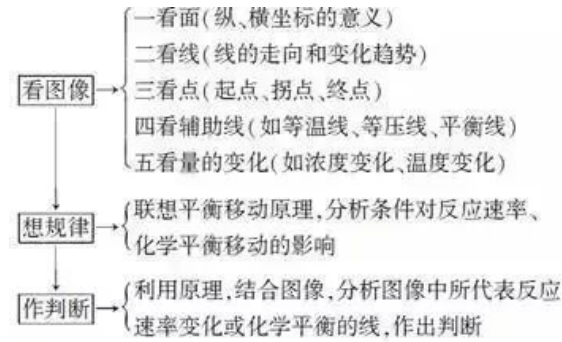 一看面(纵、横坐标的意义)
二看线(线的走向和变化趋势)
看图像
三看点(起点、拐点、终点)
四看辅助线(如等温线、等压线、平衡线)
五看量的变化(如浓度变化、温度变化)
想规律
联想平衡移动原理,分析条件对反应速率、
化学平衡移动的影响
作判断
利用原理,结合图像,分析图像中所代表反应
速率变化或化学平衡的线,作出判断